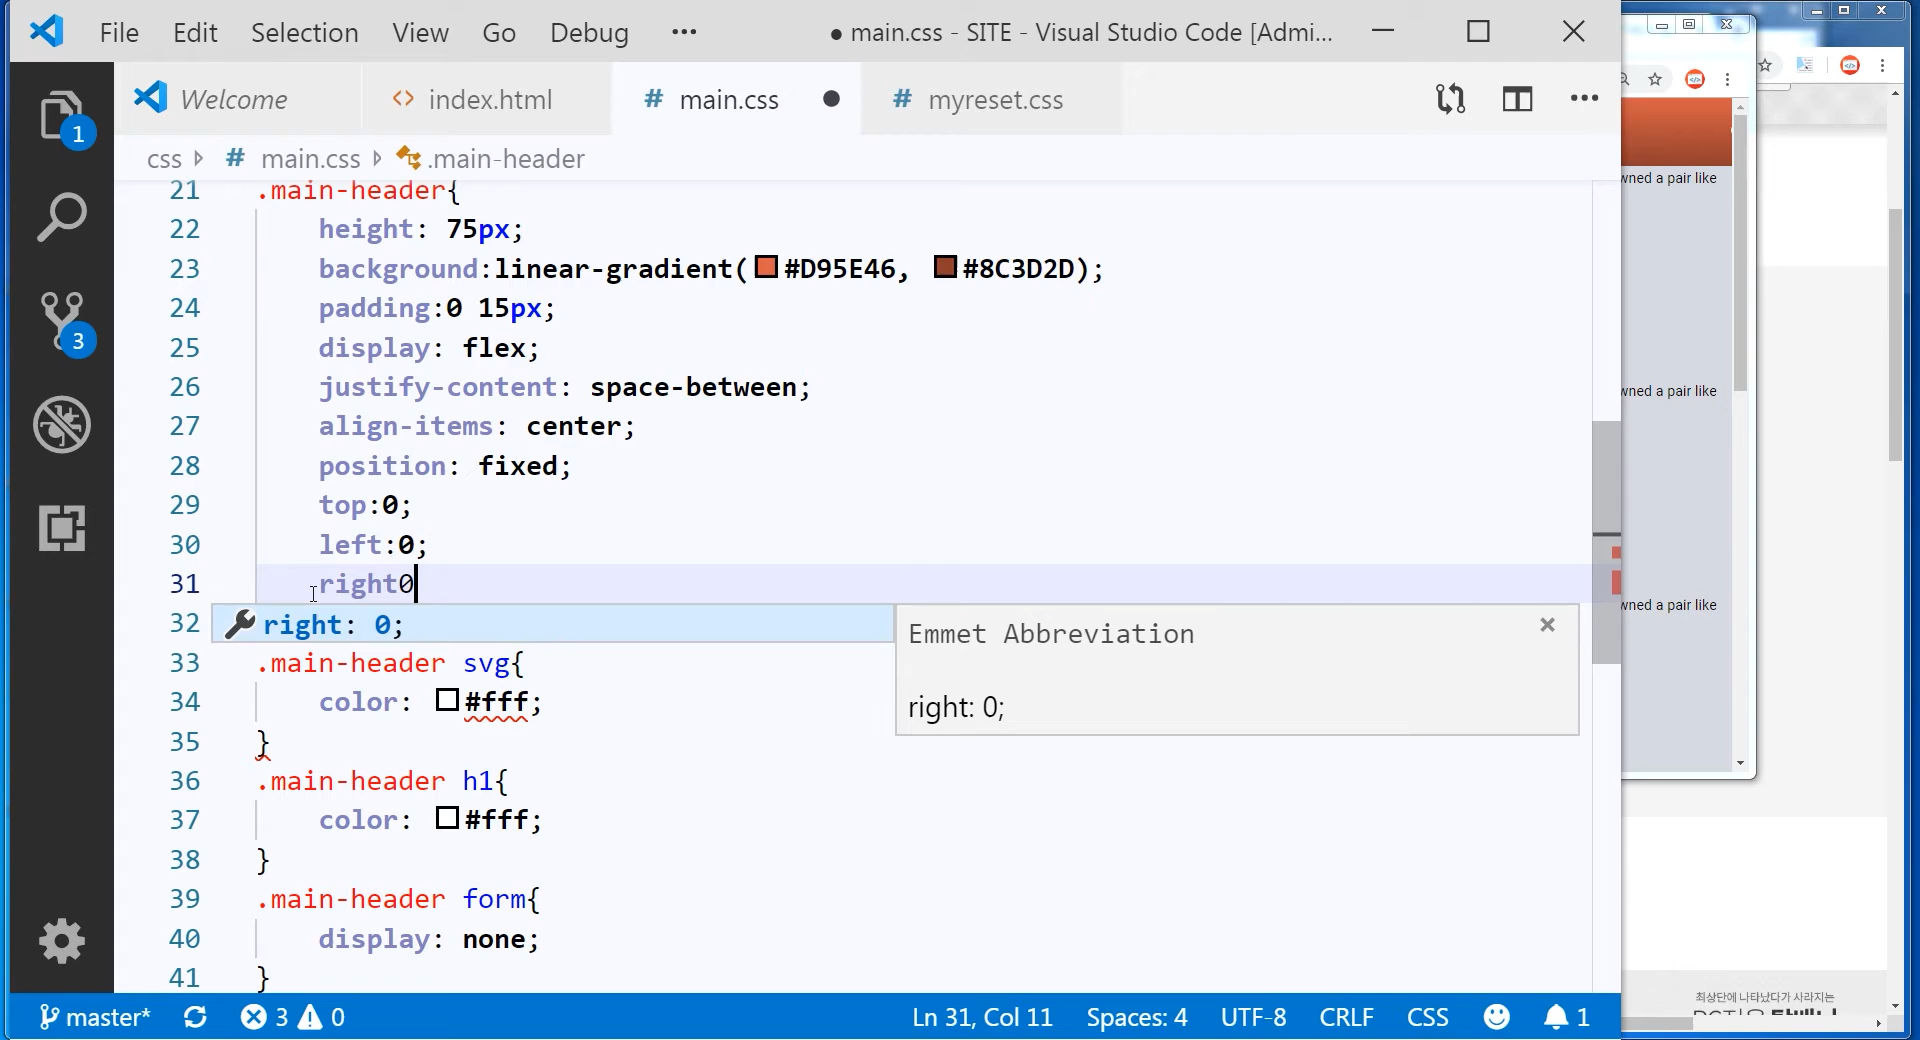 File Edit Selection View Go Debug ••• ● main.css - SITE - Visual Studio Code [Admi...
Welcome <> index.html # main.css ● # myreset.css
css > # main.css > .main-header
21 .main-header{
22 height: 75px;
23 background:linear-gradient(#D95E46, #8C3D2D);
24 padding:0 15px;
25 display: flex;
26 justify-content: space-between;
27 align-items: center;
28 position: fixed;
29 top:0;
30 left:0;
31 right0
32 right: 0;
Emmet Abbreviation
right: 0;
33 .main-header svg{
34 color: #fff;
35 }
36 .main-header h1{
37 color: #fff;
38 }
39 .main-header form{
40 display: none;
41 }
1
3
master* 3 0 Ln 31, Col 11 Spaces: 4 UTF-8 CRLF CSS 1
wned a pair like
wned a pair like
wned a pair like
최상단에 나타났다가 사라지는